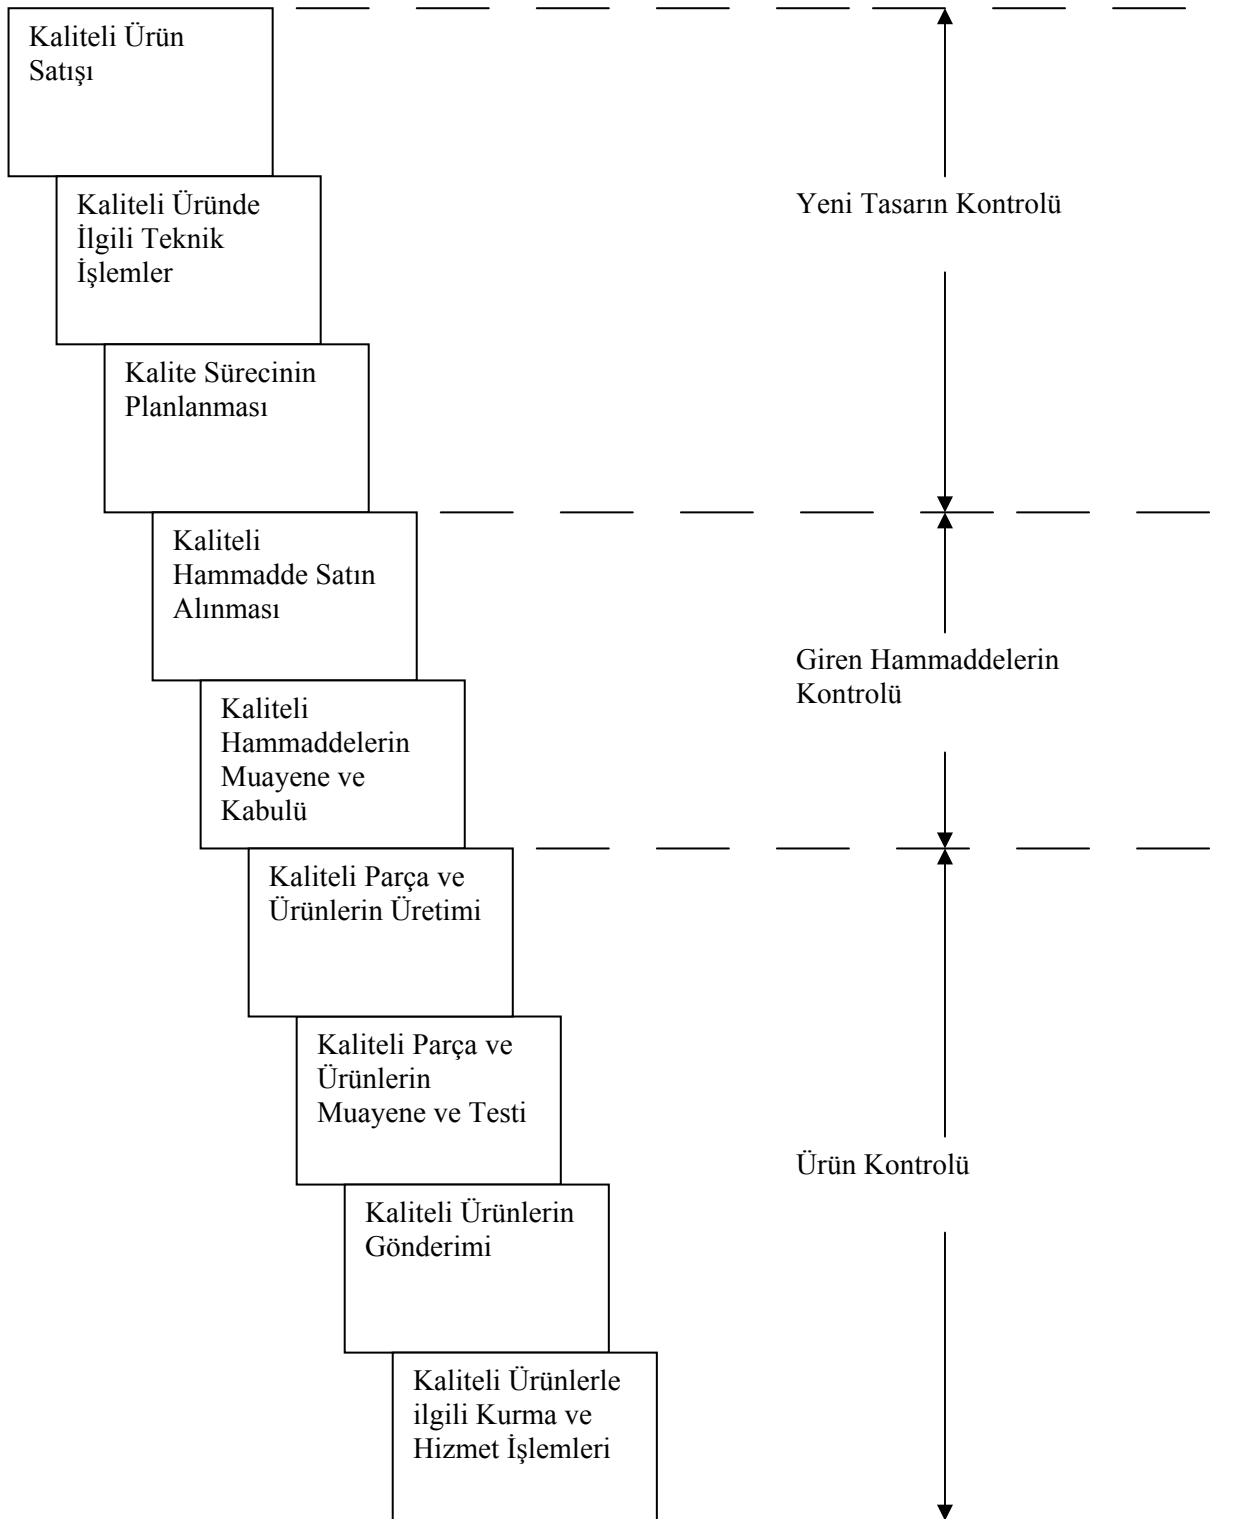 Kaliteli Ürün
Satışı
Kaliteli Üründe
İlgili Teknik
İşlemler
Yeni Tasarın Kontrolü
Kalite Sürecinin
Planlanması
Kaliteli
Hammadde Satın
Alınması
Giren Hammaddelerin
Kontrolü
Kaliteli
Hammaddelerin
Muayene ve
Kabulü
Kaliteli Parça ve
Ürünlerin Üretimi
Kaliteli Parça ve
Ürünlerin
Muayene ve Testi
Ürün Kontrolü
Kaliteli Ürünlerin
Gönderimi
Kaliteli Ürünlerle
ilgili Kurma ve
Hizmet İşlemleri